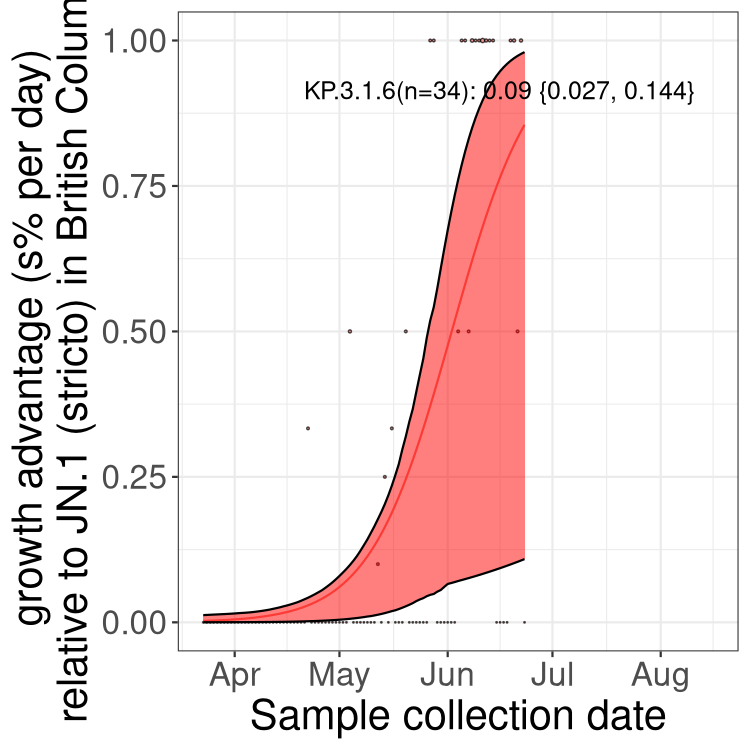 growth advantage (s% per day)
relative to JN.1 (stricto) in British Colum
1.00
0.75
0.50
0.25
0.00
KP.3.1.6(n=34): 0.09 {0.027, 0.144}
Apr May Jun Jul Aug
Sample collection date